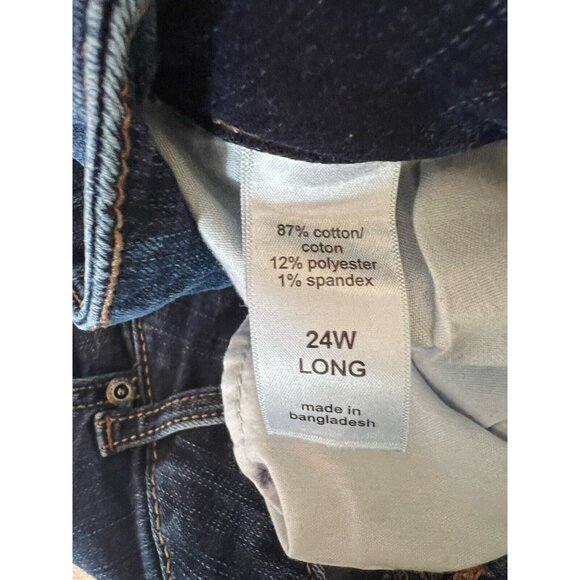 87% cotton/
coton
12% polyester
1% spandex
24W
LONG
made in
bangladesh